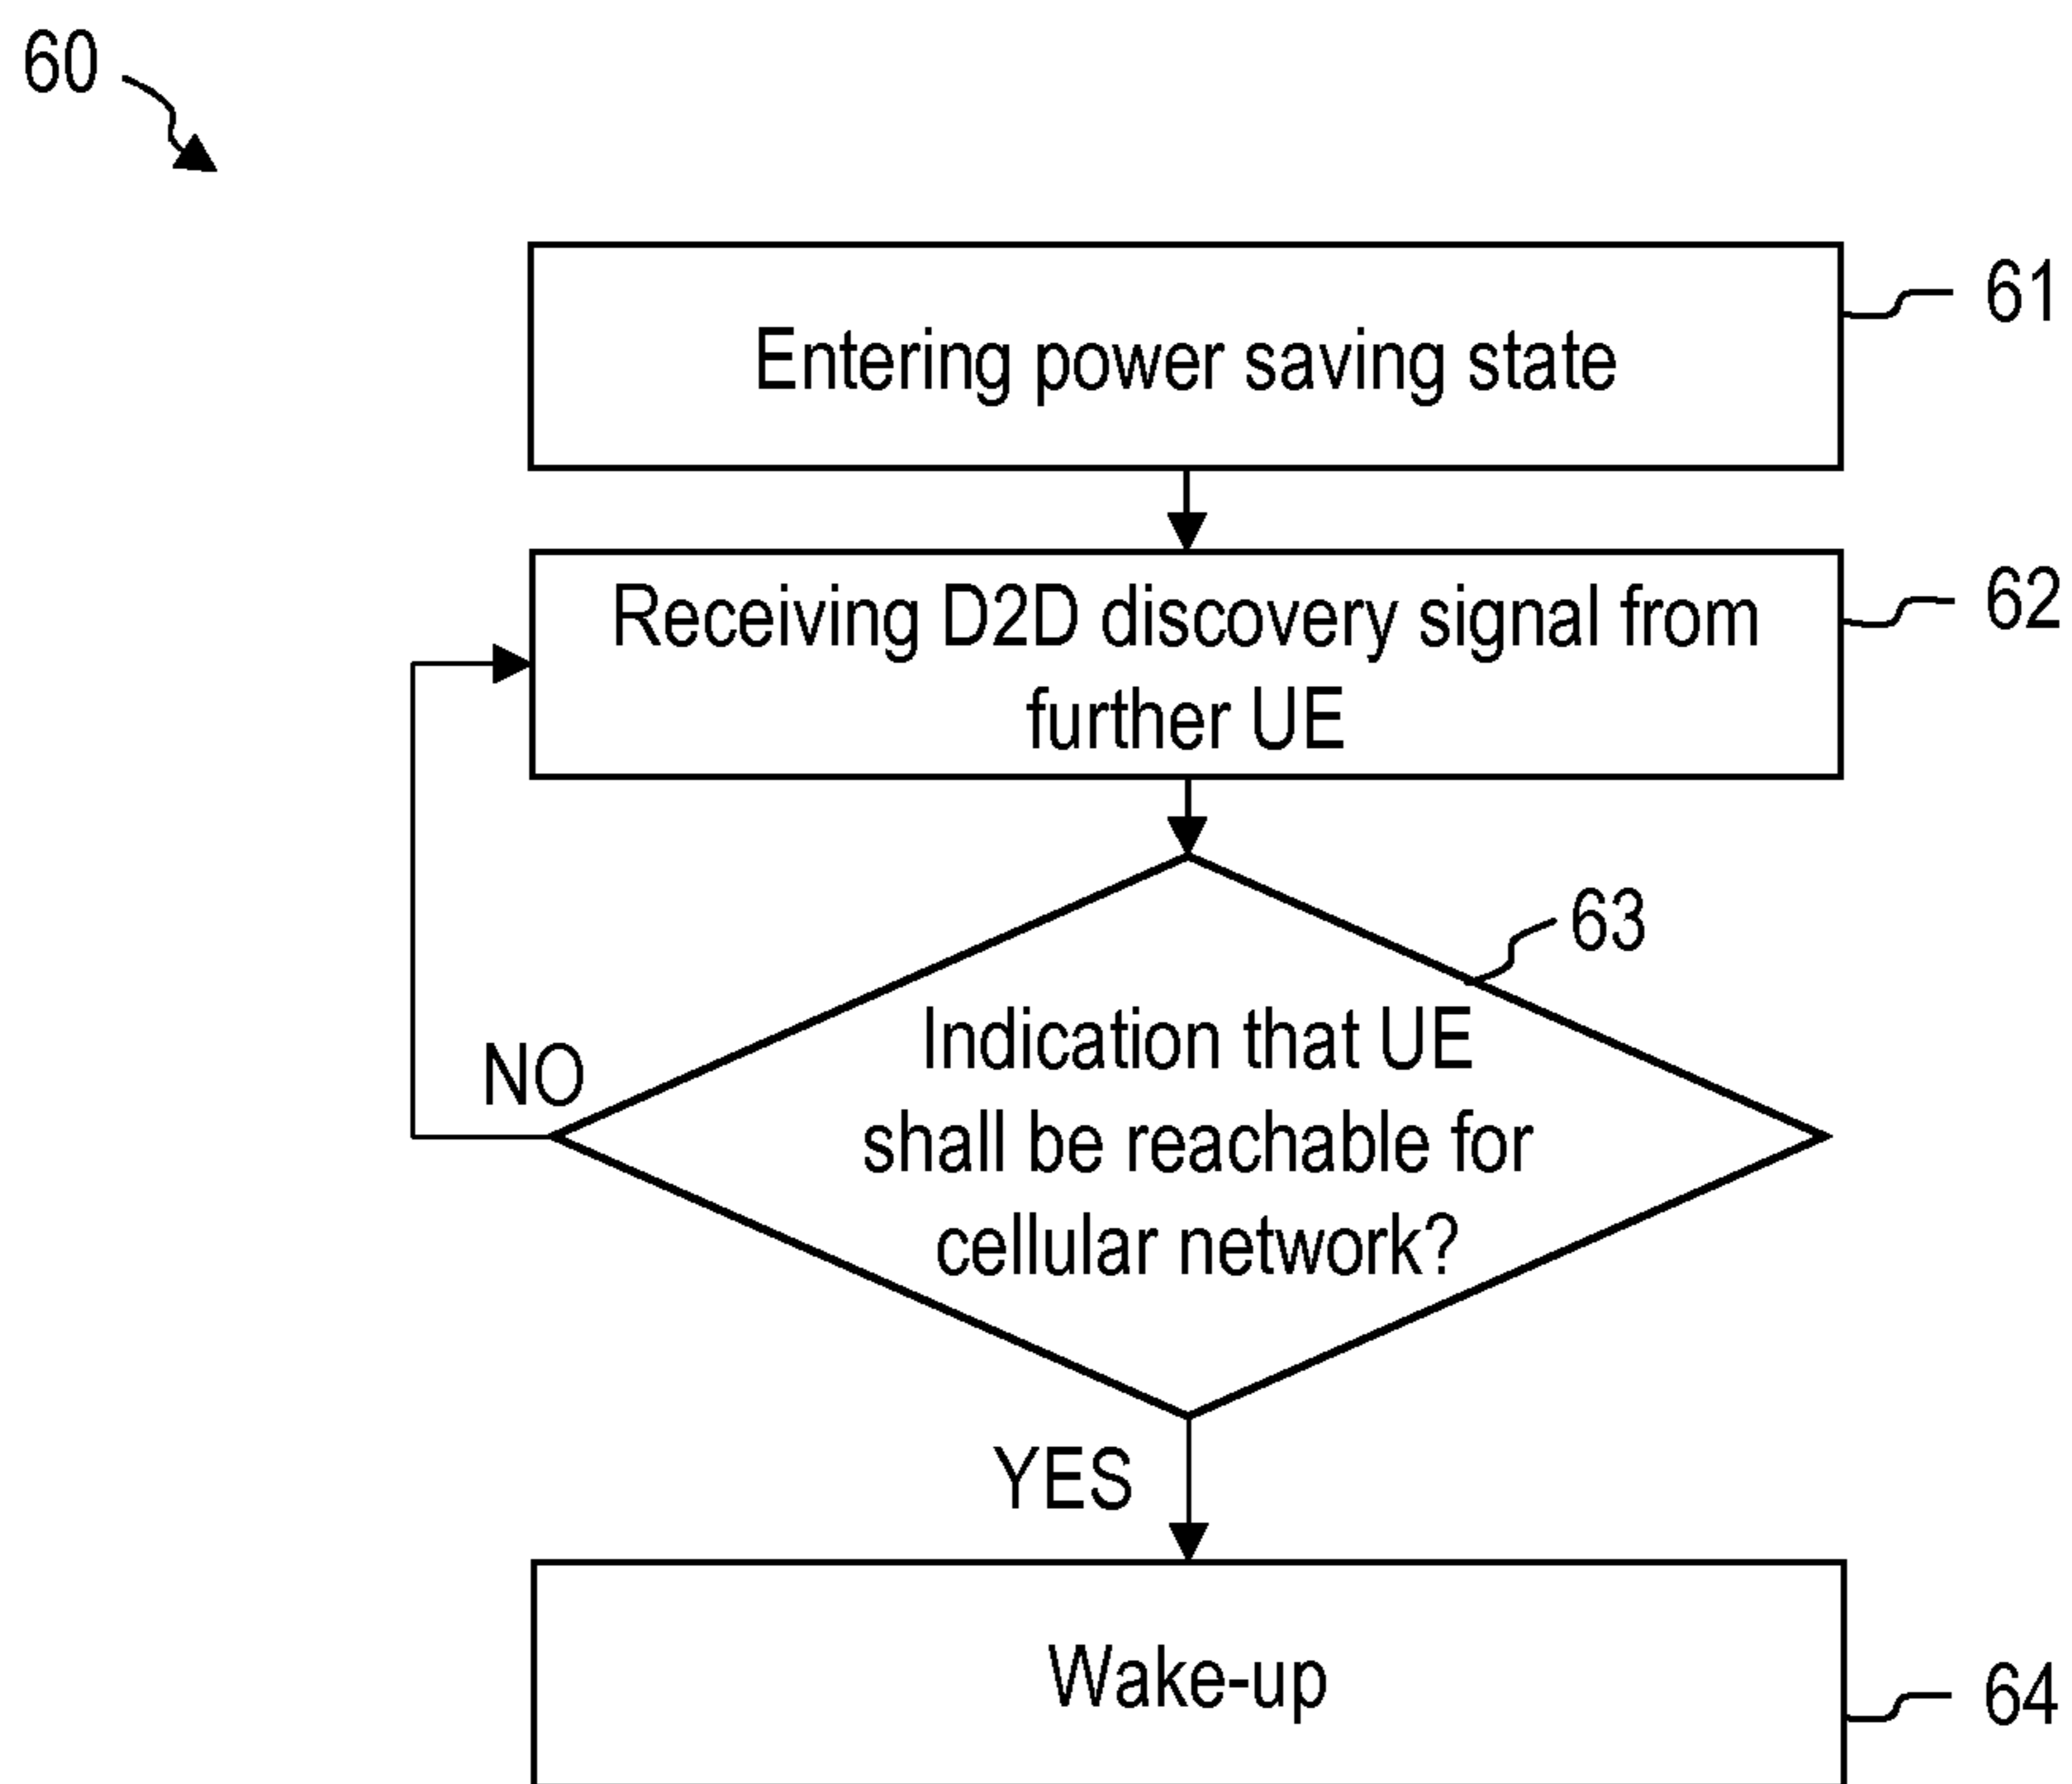 60
61
Entering power saving state
62
Receiving D2D discovery signal from
further UE
63
Indication that UE
shall be reachable for
cellular network?
NO
YES
Wake-up
64